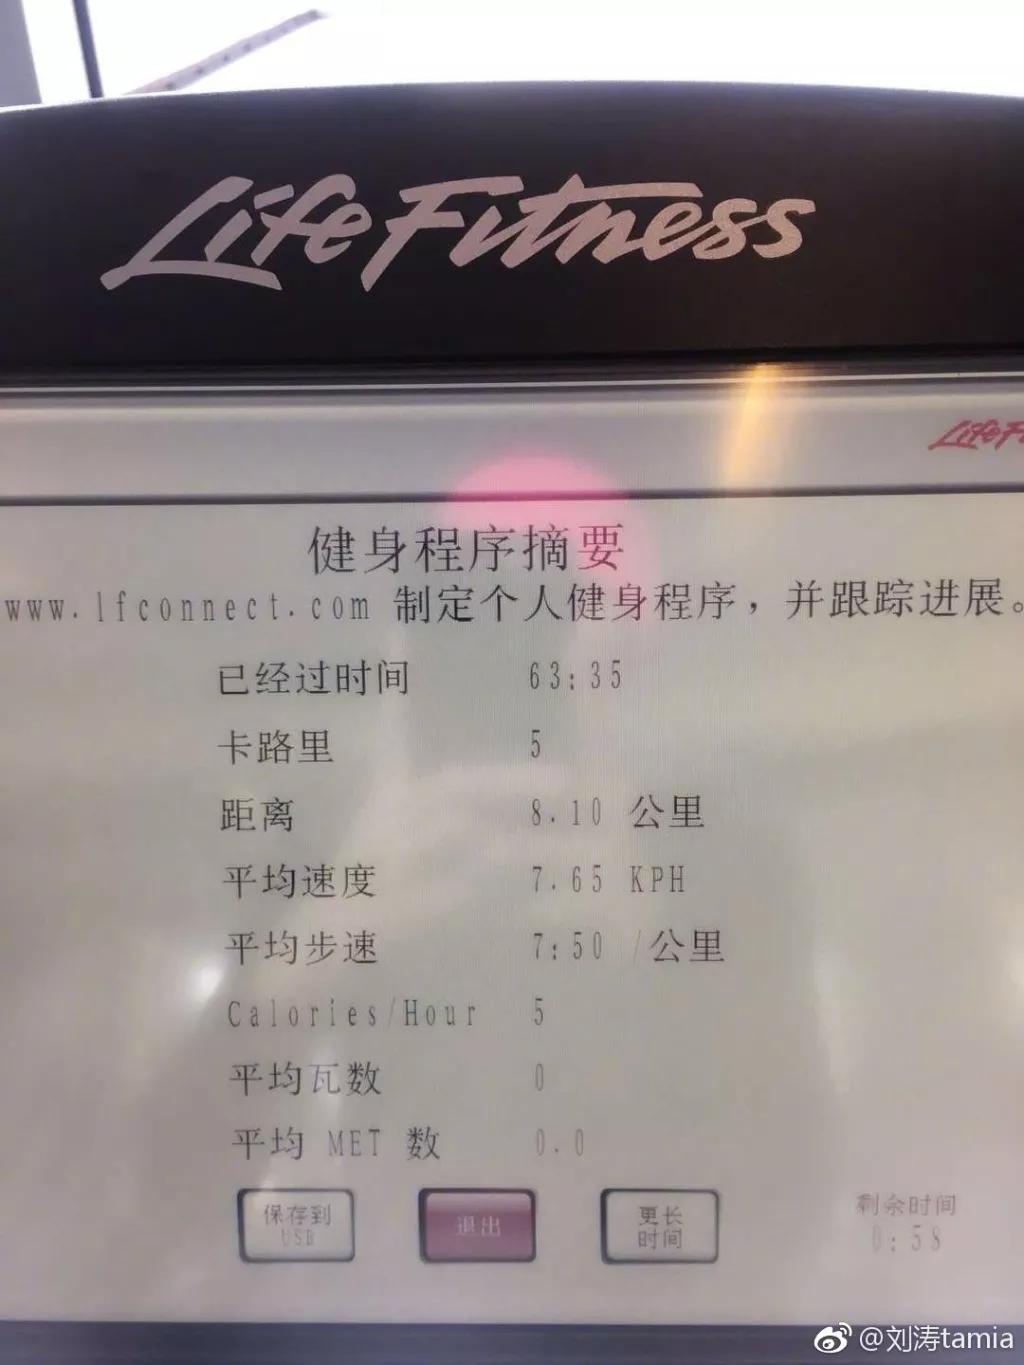 Life Fitness
LifeFi
健身程序摘要
www.lfconnect.com 制定个人健身程序，并跟踪进展。
已经过时间 63:35
卡路里 5
距离 8.10 公里
平均速度 7.65 KPH
平均步速 7:50 /公里
Calories/Hour 5
平均瓦数 0
平均 MET 数 0.0
保存到
USB
退出
更长
时间
剩余时间
0:58
@刘涛tamia